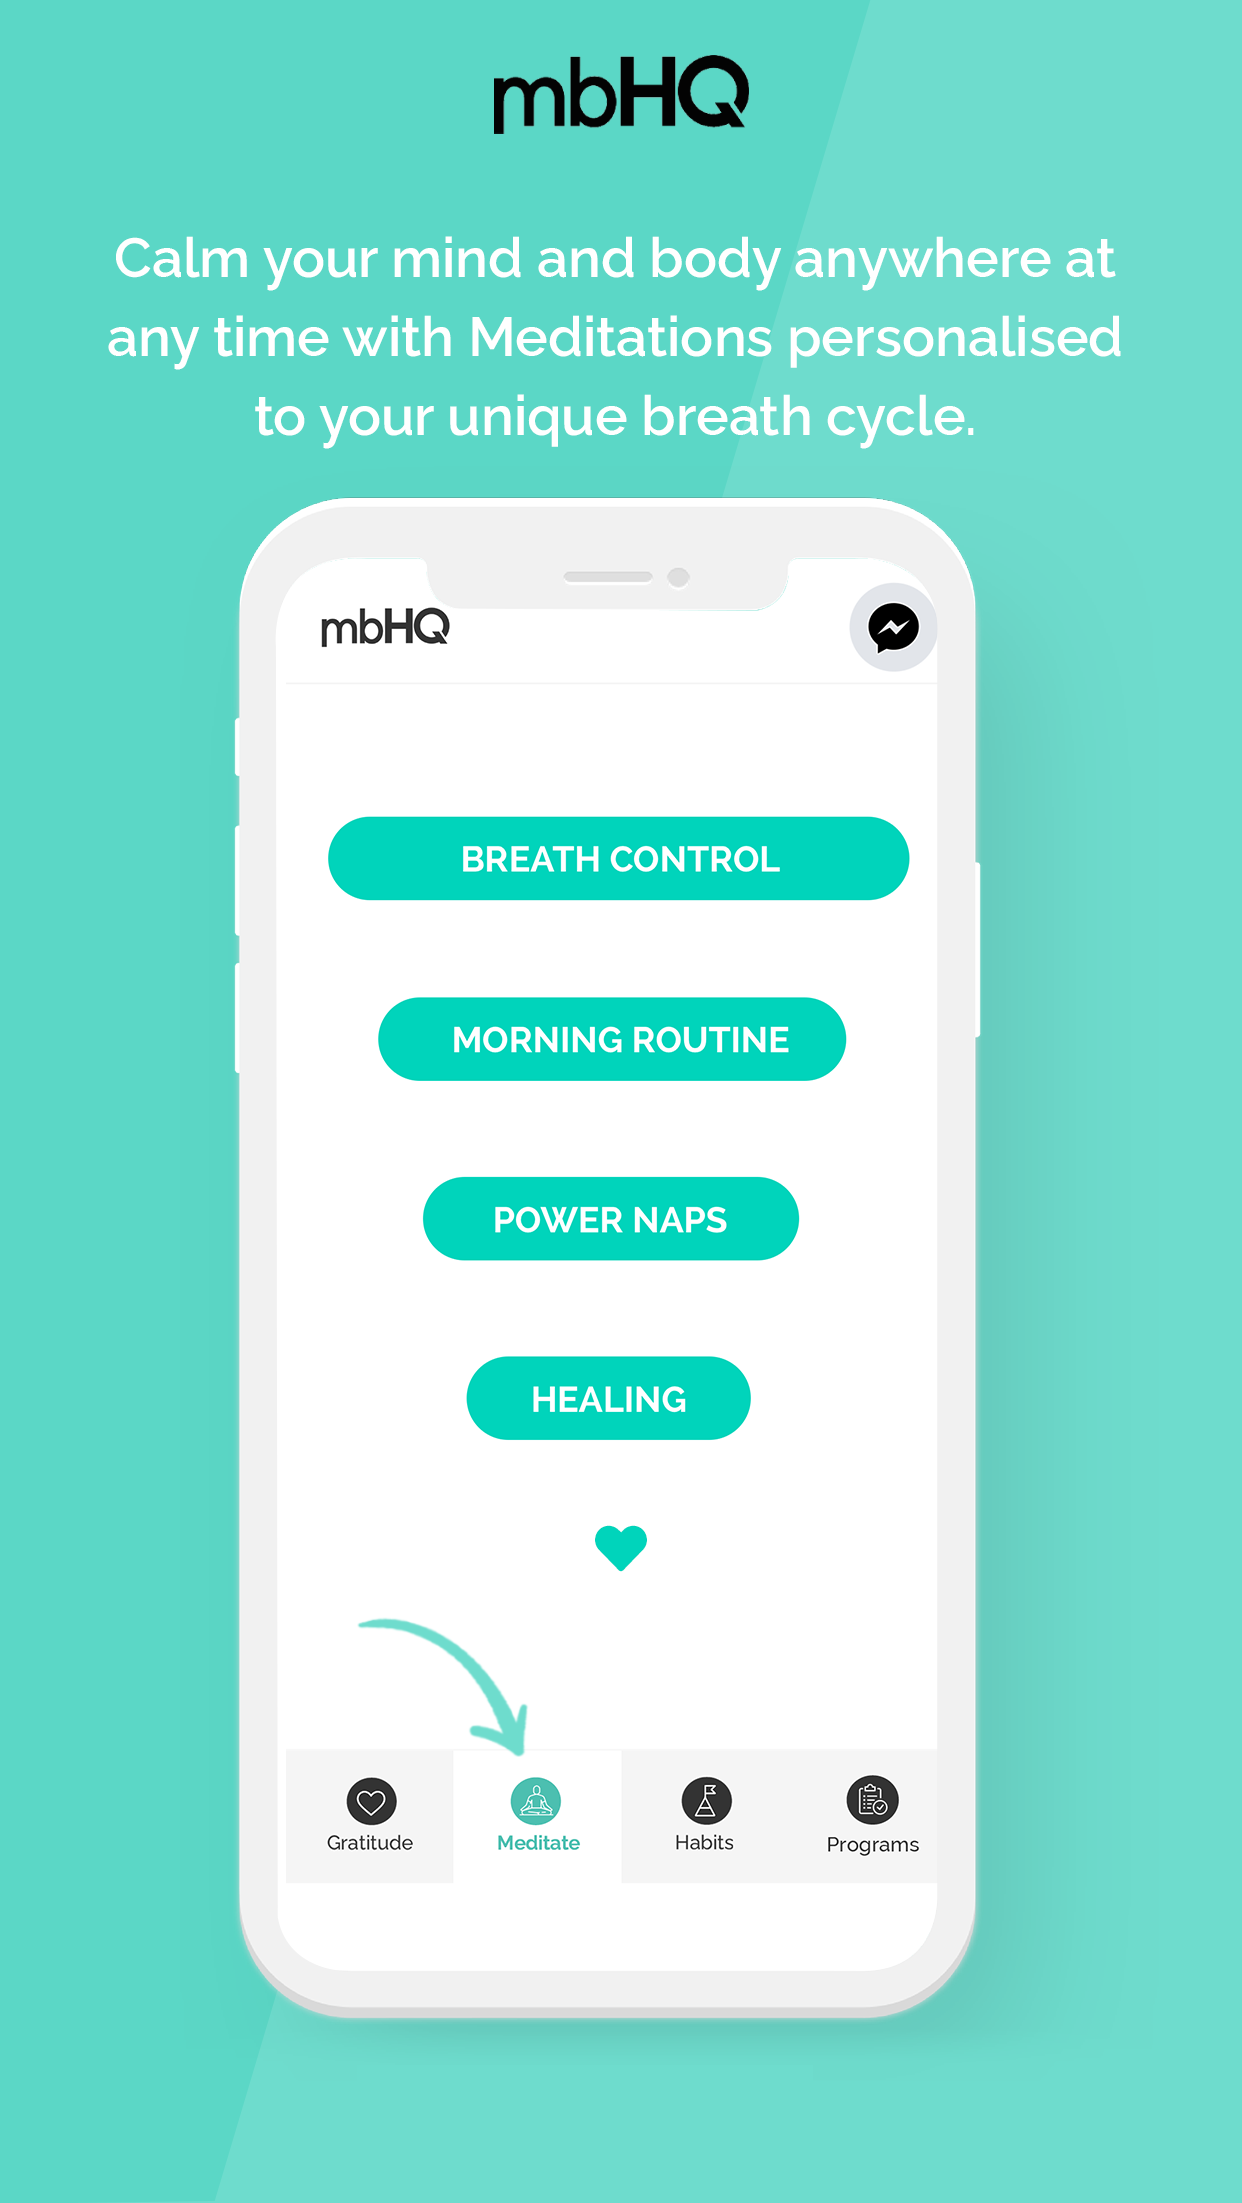 mbHQ
Calm your mind and body anywhere at
any time with Meditations personalised
to your unique breath cycle.
mbHQ
BREATH CONTROL
MORNING ROUTINE
POWER NAPS
HEALING
Gratitude
Meditate
Habits
Programs